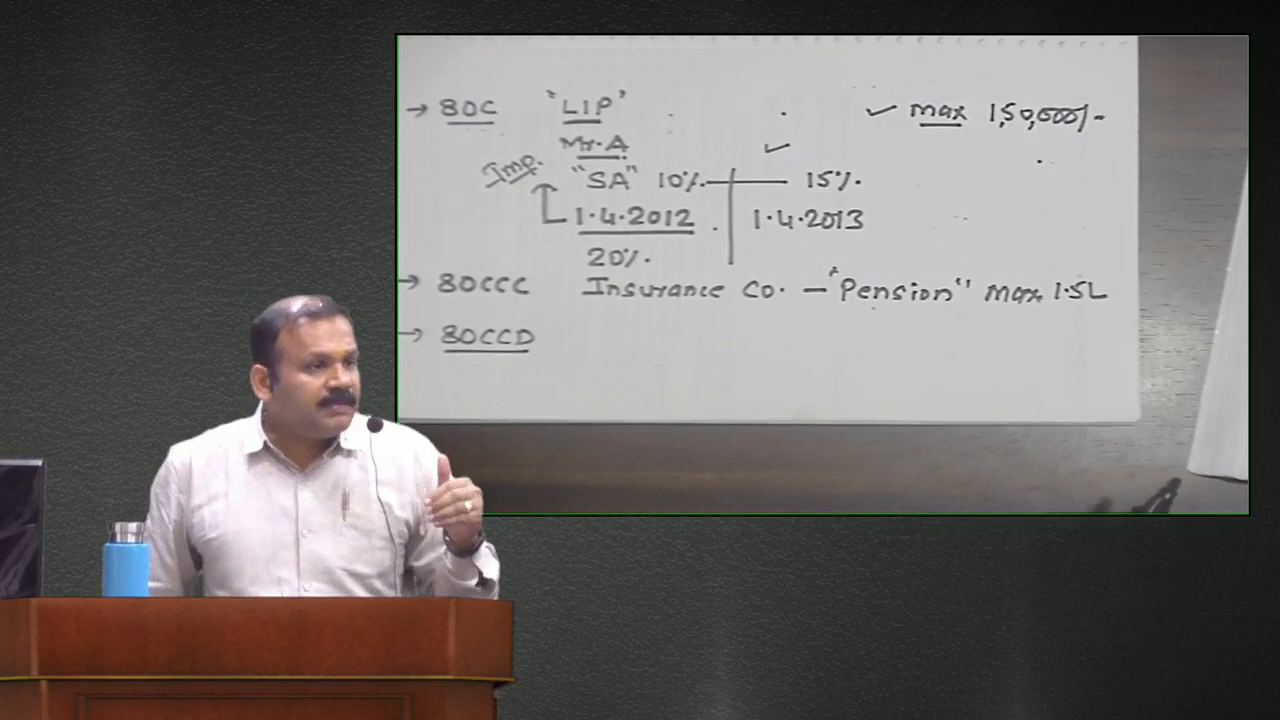 → 80C "LIP" ✓ max 1,50,000/-
Mr. A ✓
Imp. "SA" 10% — 15%.
1.4.2012 | 1.4.2013
20%.
→ 80CCC Insurance Co. — "Pension" max 1.5L
→ 80CCD